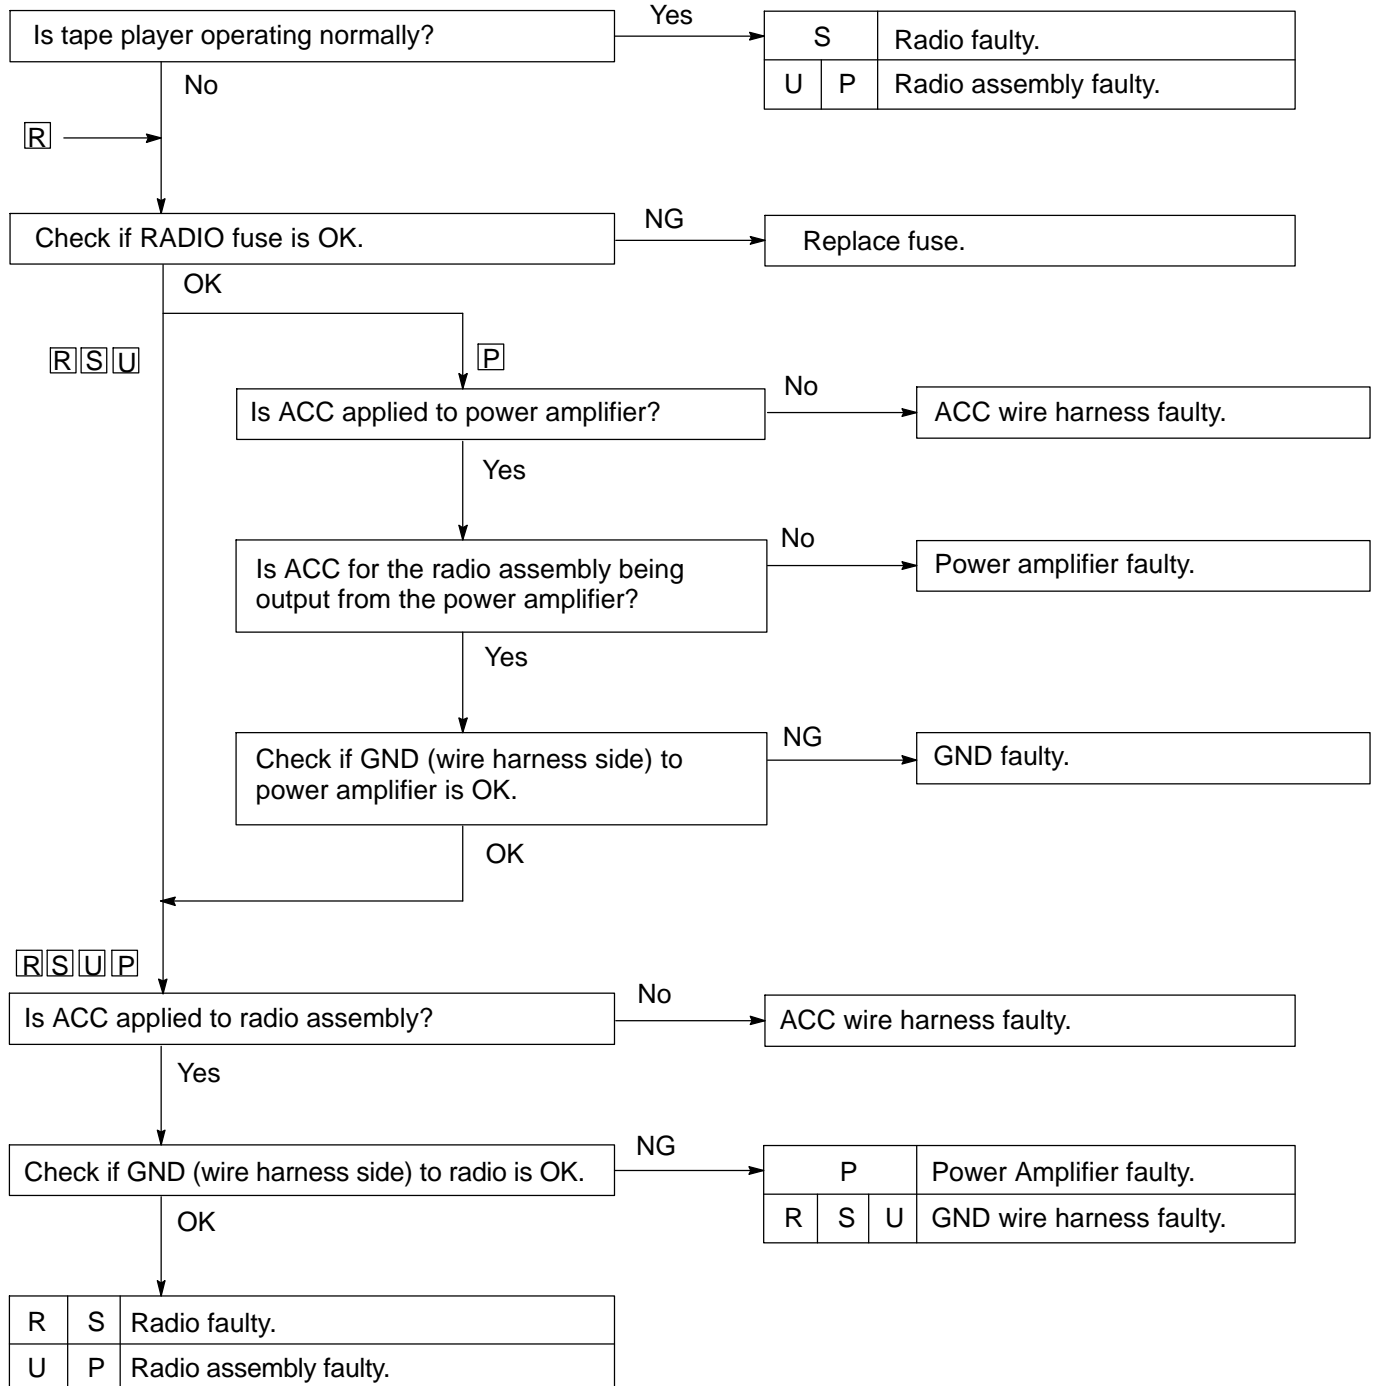 Is tape player operating normally?
Yes
S Radio faulty.
U P Radio assembly faulty.
No
R
Check if RADIO fuse is OK.
NG
Replace fuse.
OK
R S U
P
Is ACC applied to power amplifier?
No
ACC wire harness faulty.
Yes
Is ACC for the radio assembly being
output from the power amplifier?
No
Power amplifier faulty.
Yes
Check if GND (wire harness side) to
power amplifier is OK.
NG
GND faulty.
OK
R S U P
Is ACC applied to radio assembly?
No
ACC wire harness faulty.
Yes
Check if GND (wire harness side) to radio is OK.
NG
P Power Amplifier faulty.
R S U GND wire harness faulty.
OK
R S Radio faulty.
U P Radio assembly faulty.